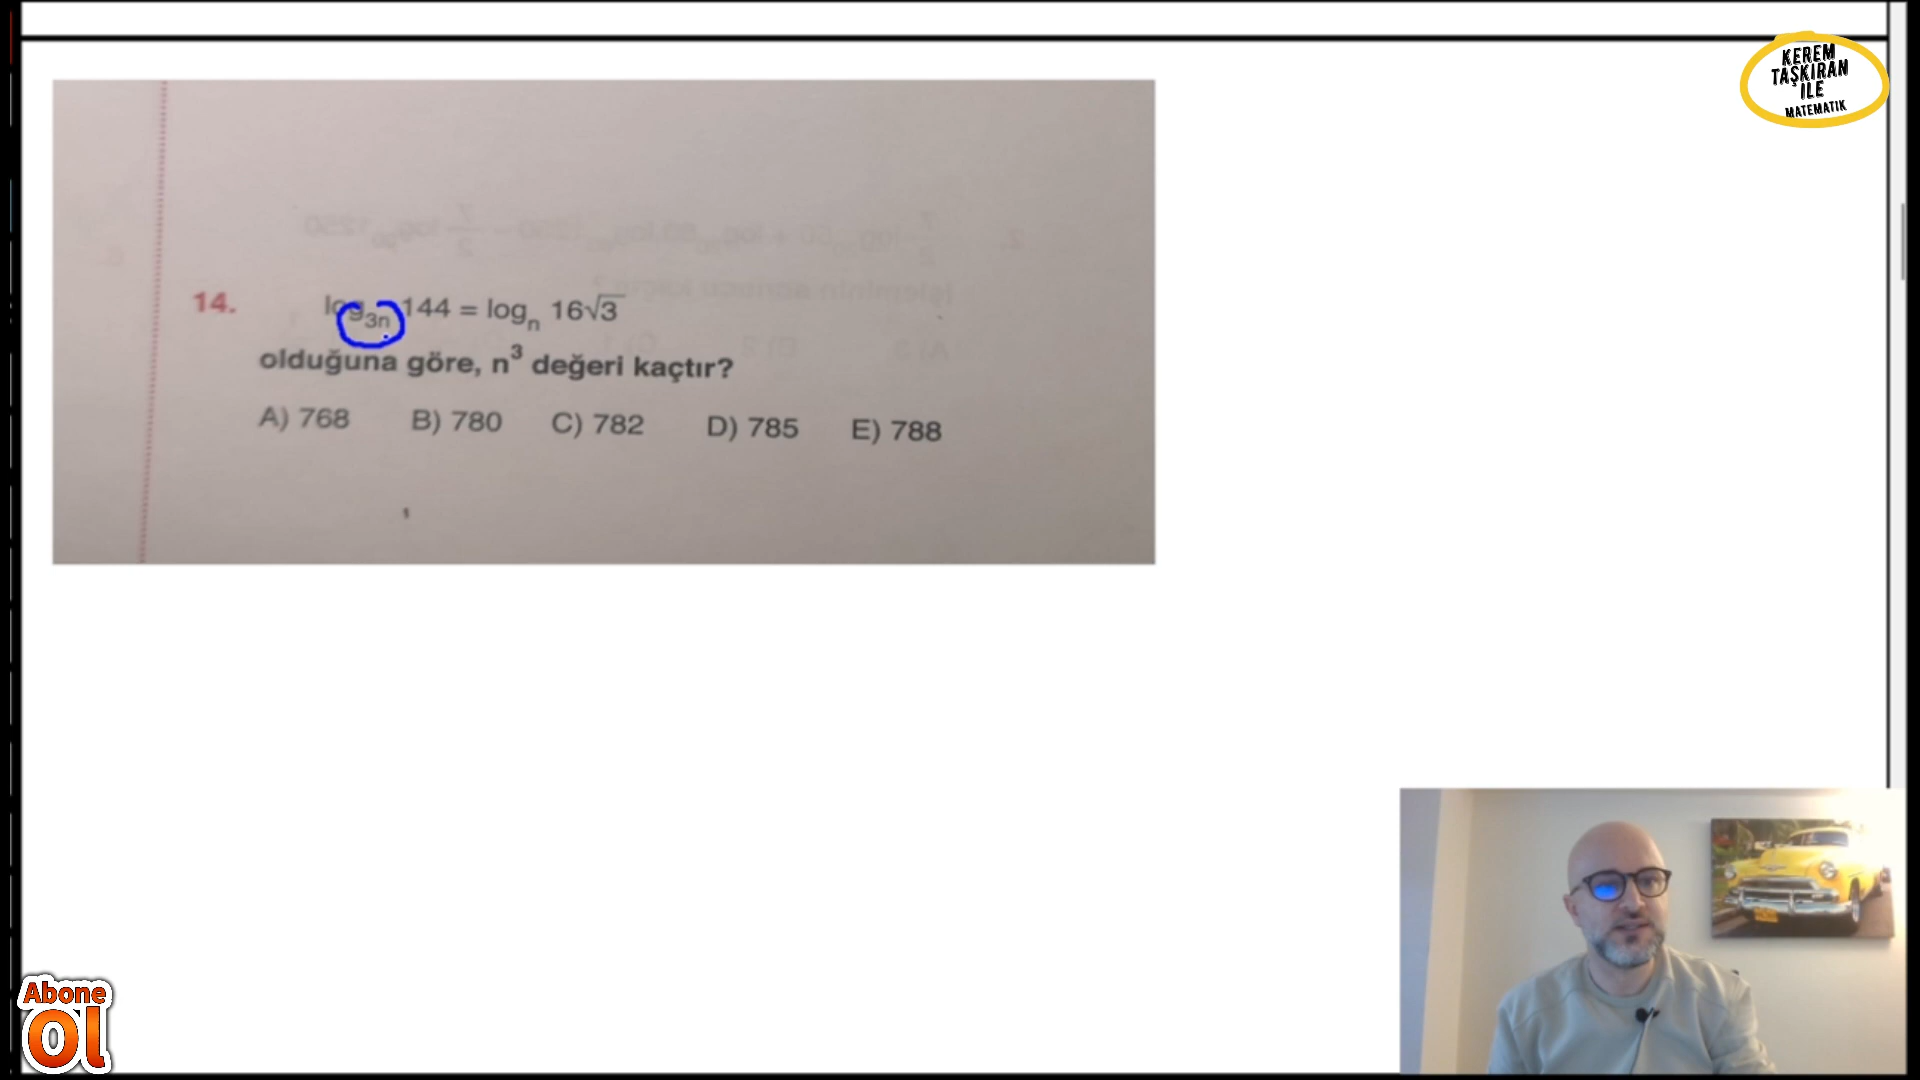 KEREM
TAŞKIRAN
İLE
MATEMATİK
14. log3n 144 = logn 16√3
olduğuna göre, n³ değeri kaçtır?
A) 768 B) 780 C) 782 D) 785 E) 788
Abone
Ol